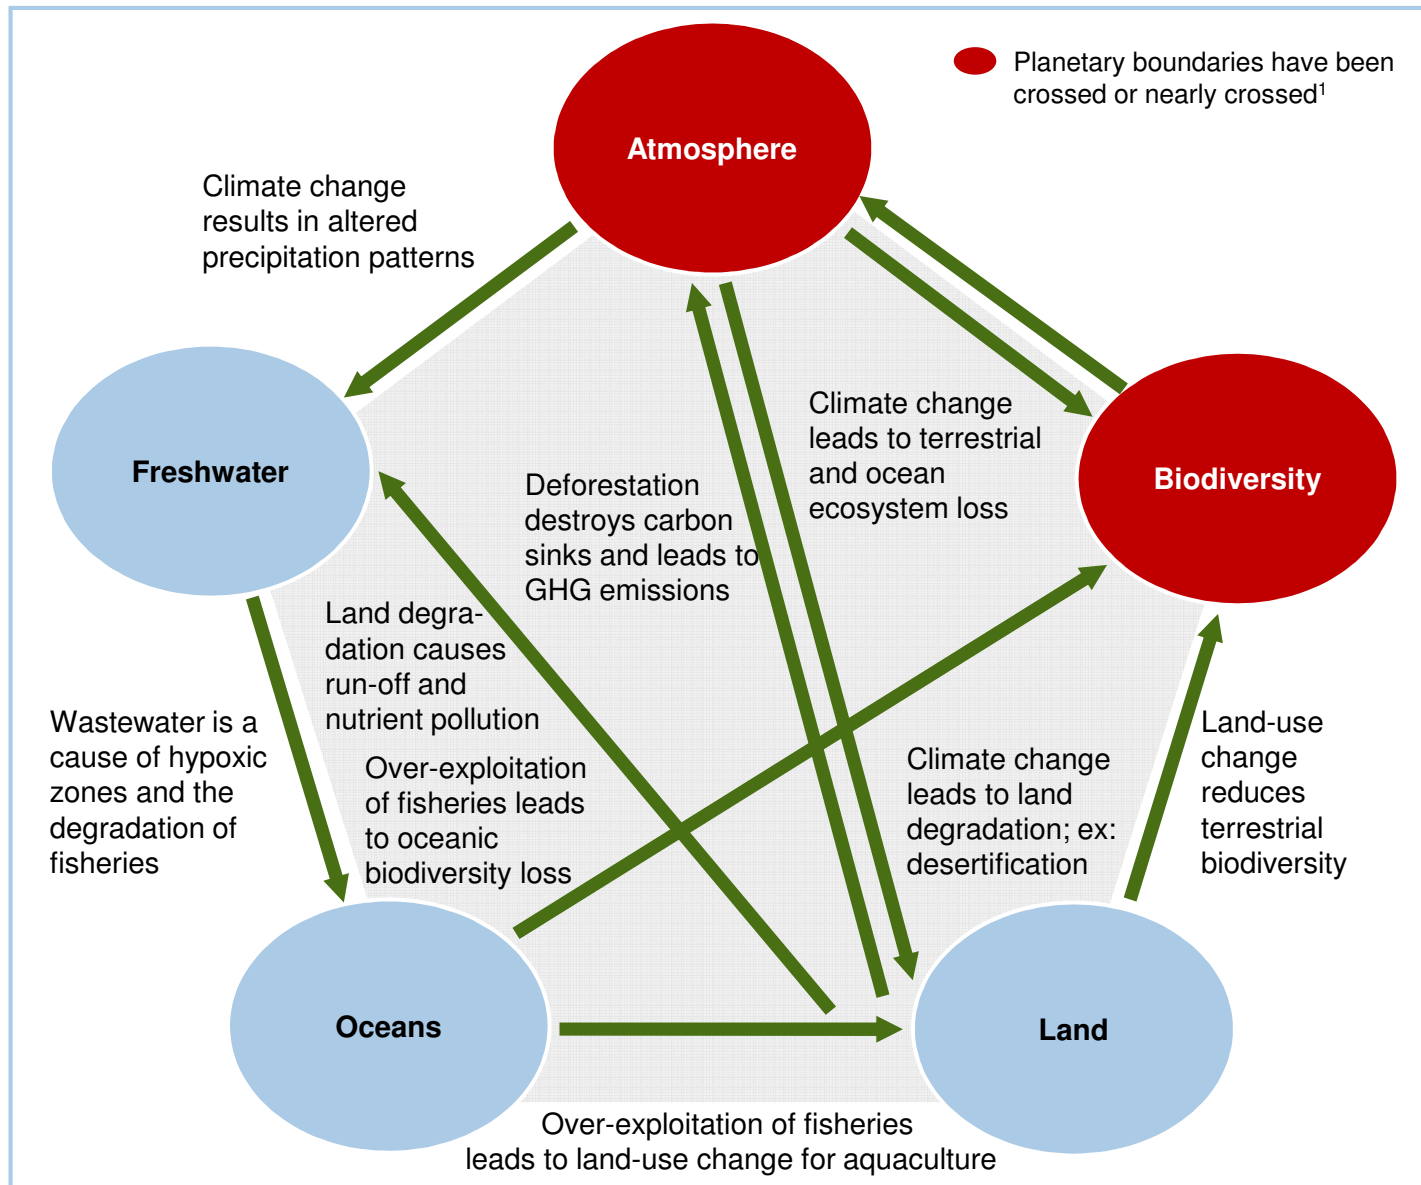 Planetary boundaries have been
crossed or nearly crossed1
Atmosphere
Climate change
results in altered
precipitation patterns
Freshwater
Climate change
leads to terrestrial
and ocean
ecosystem loss
Biodiversity
Deforestation
destroys carbon
sinks and leads to
GHG emissions
Land degra-
dation causes
run-off and
nutrient pollution
Wastewater is a
cause of hypoxic
zones and the
degradation of
fisheries
Over-exploitation
of fisheries leads
to oceanic
biodiversity loss
Climate change
leads to land
degradation; ex:
desertification
Land-use
change
reduces
terrestrial
biodiversity
Oceans
Land
Over-exploitation of fisheries
leads to land-use change for aquaculture